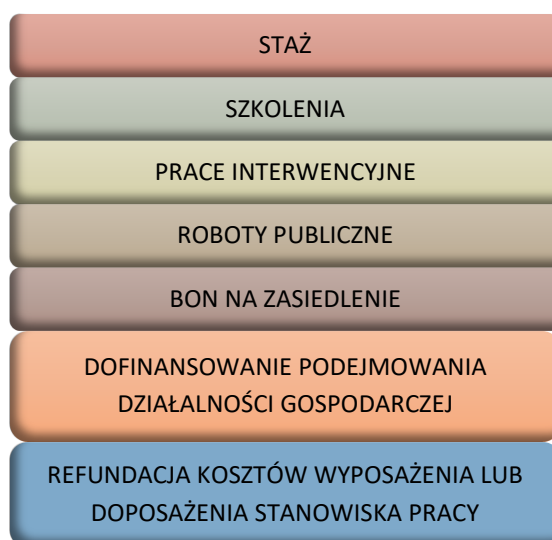 STAŻ
SZKOLENIA
PRACE INTERWENCYJNE
ROBOTY PUBLICZNE
BON NA ZASIEDLENIE
DOFINANSOWANIE PODEJMOWANIA
DZIAŁALNOŚCI GOSPODARCZEJ
REFUNDACJA KOSZTÓW WYPOSAŻENIA LUB
DOPOSAŻENIA STANOWISKA PRACY